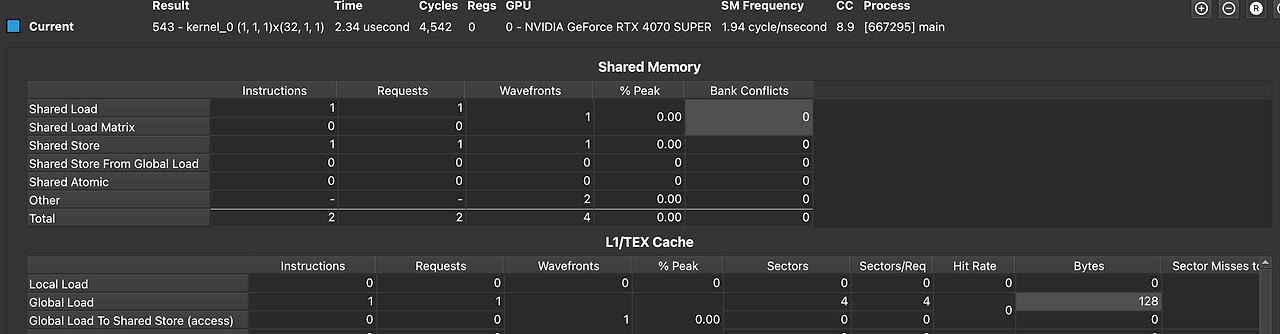 Result Time Cycles Regs GPU SM Frequency CC Process
Current 543 - kernel_0 (1, 1, 1)x(32, 1, 1) 2.34 usecond 4,542 0 0 - NVIDIA GeForce RTX 4070 SUPER 1.94 cycle/nsecond 8.9 [667295] main
Shared Memory
Instructions Requests Wavefronts % Peak Bank Conflicts
Shared Load 1 1 1 0.00 0
Shared Load Matrix 0 0
Shared Store 1 1 1 0.00 0
Shared Store From Global Load 0 0 0 0 0
Shared Atomic 0 0 0 0 0
Other - - 2 0.00 0
Total 2 2 4 0.00 0
L1/TEX Cache
Instructions Requests Wavefronts % Peak Sectors Sectors/Req Hit Rate Bytes Sector Misses to
Local Load 0 0 0 0 0 0 0 0
Global Load 1 1 1 0.00 4 4 0 128
Global Load To Shared Store (access) 0 0 0 0 0